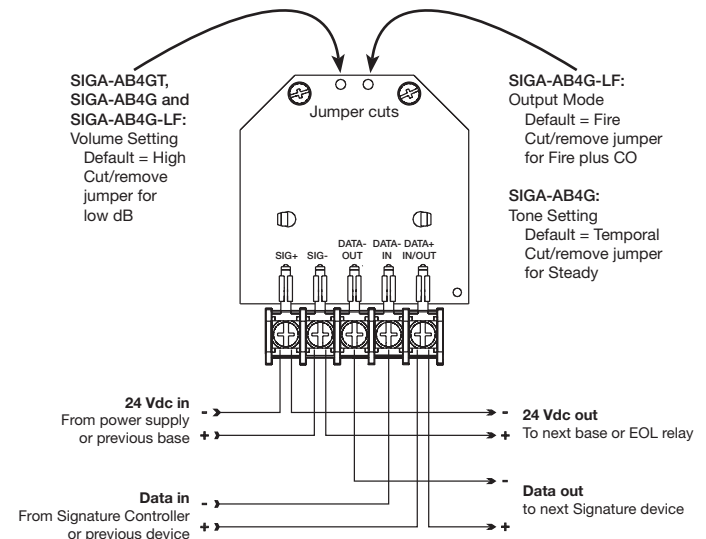 SIGA-AB4GT,
SIGA-AB4G and
SIGA-AB4G-LF:
Volume Setting
Default = High
Cut/remove
jumper for
low dB
Jumper cuts
SIGA-AB4G-LF:
Output Mode
Default = Fire
Cut/remove jumper
for Fire plus CO
SIGA-AB4G:
Tone Setting
Default = Temporal
Cut/remove jumper
for Steady
SIG+ SIG- DATA- OUT DATA- IN DATA+ IN/OUT
24 Vdc in
From power supply
or previous base
-
+
- 24 Vdc out
+ To next base or EOL relay
Data in
From Signature Controller
or previous device
-
+
-
Data out
to next Signature device
+